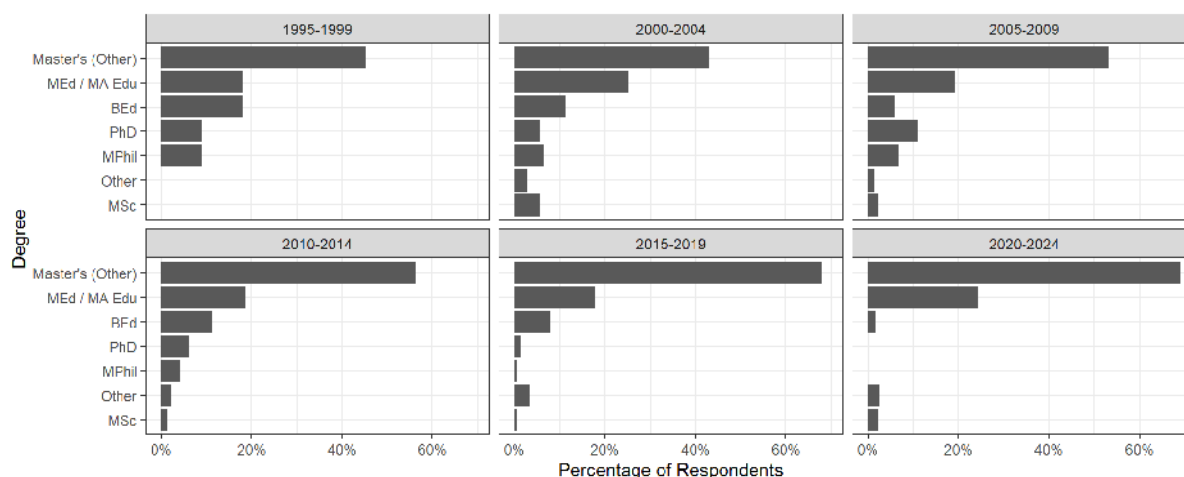 1995-1999
2000-2004
2005-2009
Master's (Other)
MEd / MA Edu
BEd
PhD
MPhil
Other
MSc
Degree
2010-2014
2015-2019
2020-2024
Master's (Other)
MEd / MA Edu
BEd
PhD
MPhil
Other
MSc
0% 20% 40% 60%
0% 20% 40% 60%
0% 20% 40% 60%
Percentage of Respondents